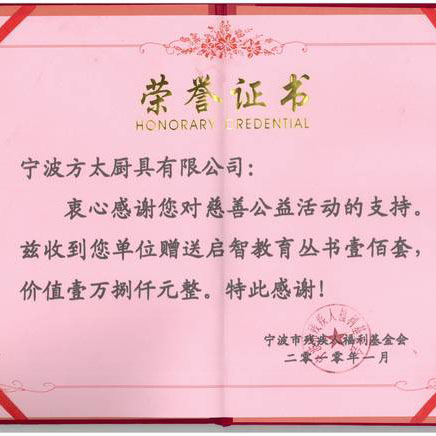 荣誉证书
HONORARY CREDENTIAL
宁波方太厨具有限公司：
衷心感谢您对慈善公益活动的支持。
兹收到您单位赠送启智教育丛书壹佰套，
价值壹万捌仟元整。特此感谢！
宁波市残疾人福利基金会
二零一零年一月